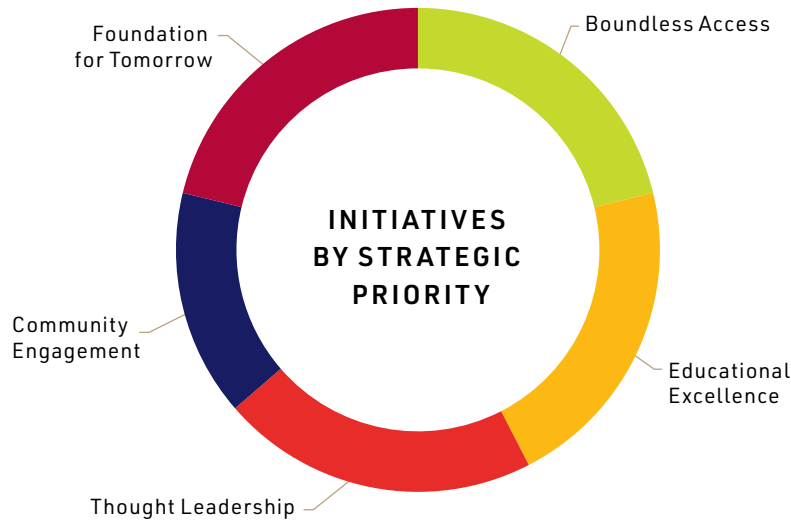 Foundation
for Tomorrow
Boundless Access
INITIATIVES
BY STRATEGIC
PRIORITY
Community
Engagement
Educational
Excellence
Thought Leadership